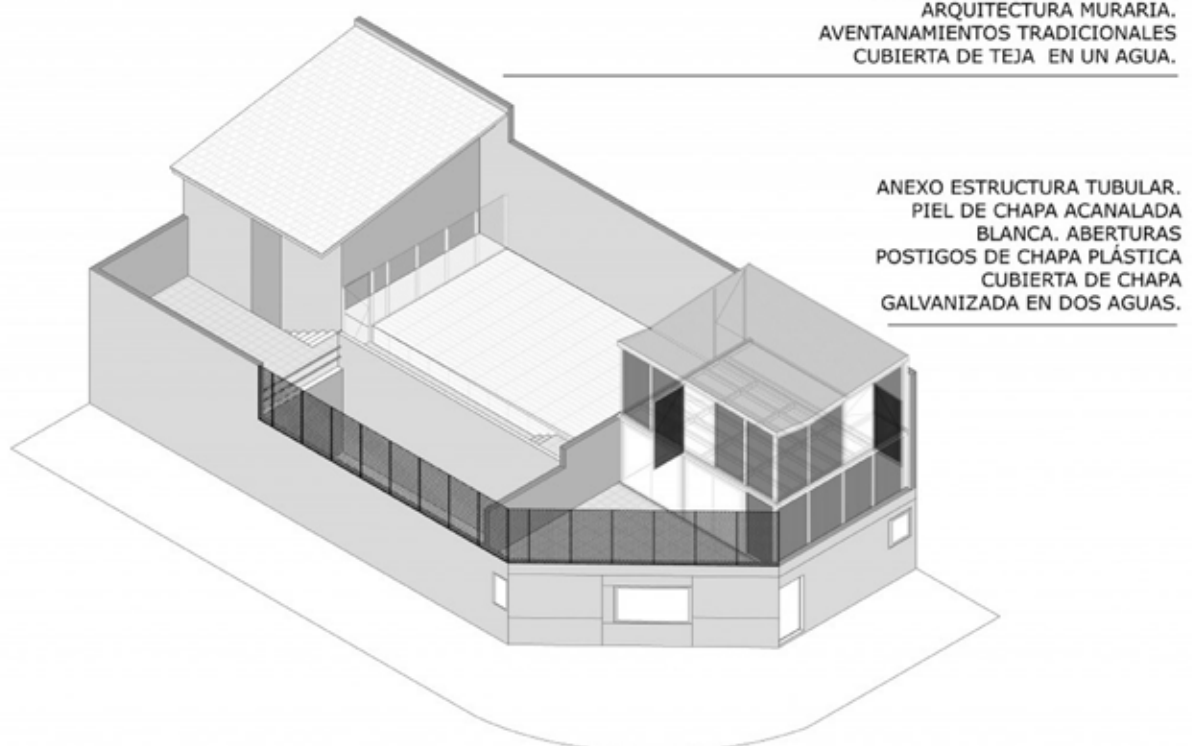 ARQUITECTURA MURARIA.
AVENTANAMIENTOS TRADICIONALES
CUBIERTA DE TEJA EN UN AGUA.
ANEXO ESTRUCTURA TUBULAR.
PIEL DE CHAPA ACANALADA
BLANCA. ABERTURAS
POSTIGOS DE CHAPA PLÁSTICA
CUBIERTA DE CHAPA
GALVANIZADA EN DOS AGUAS.